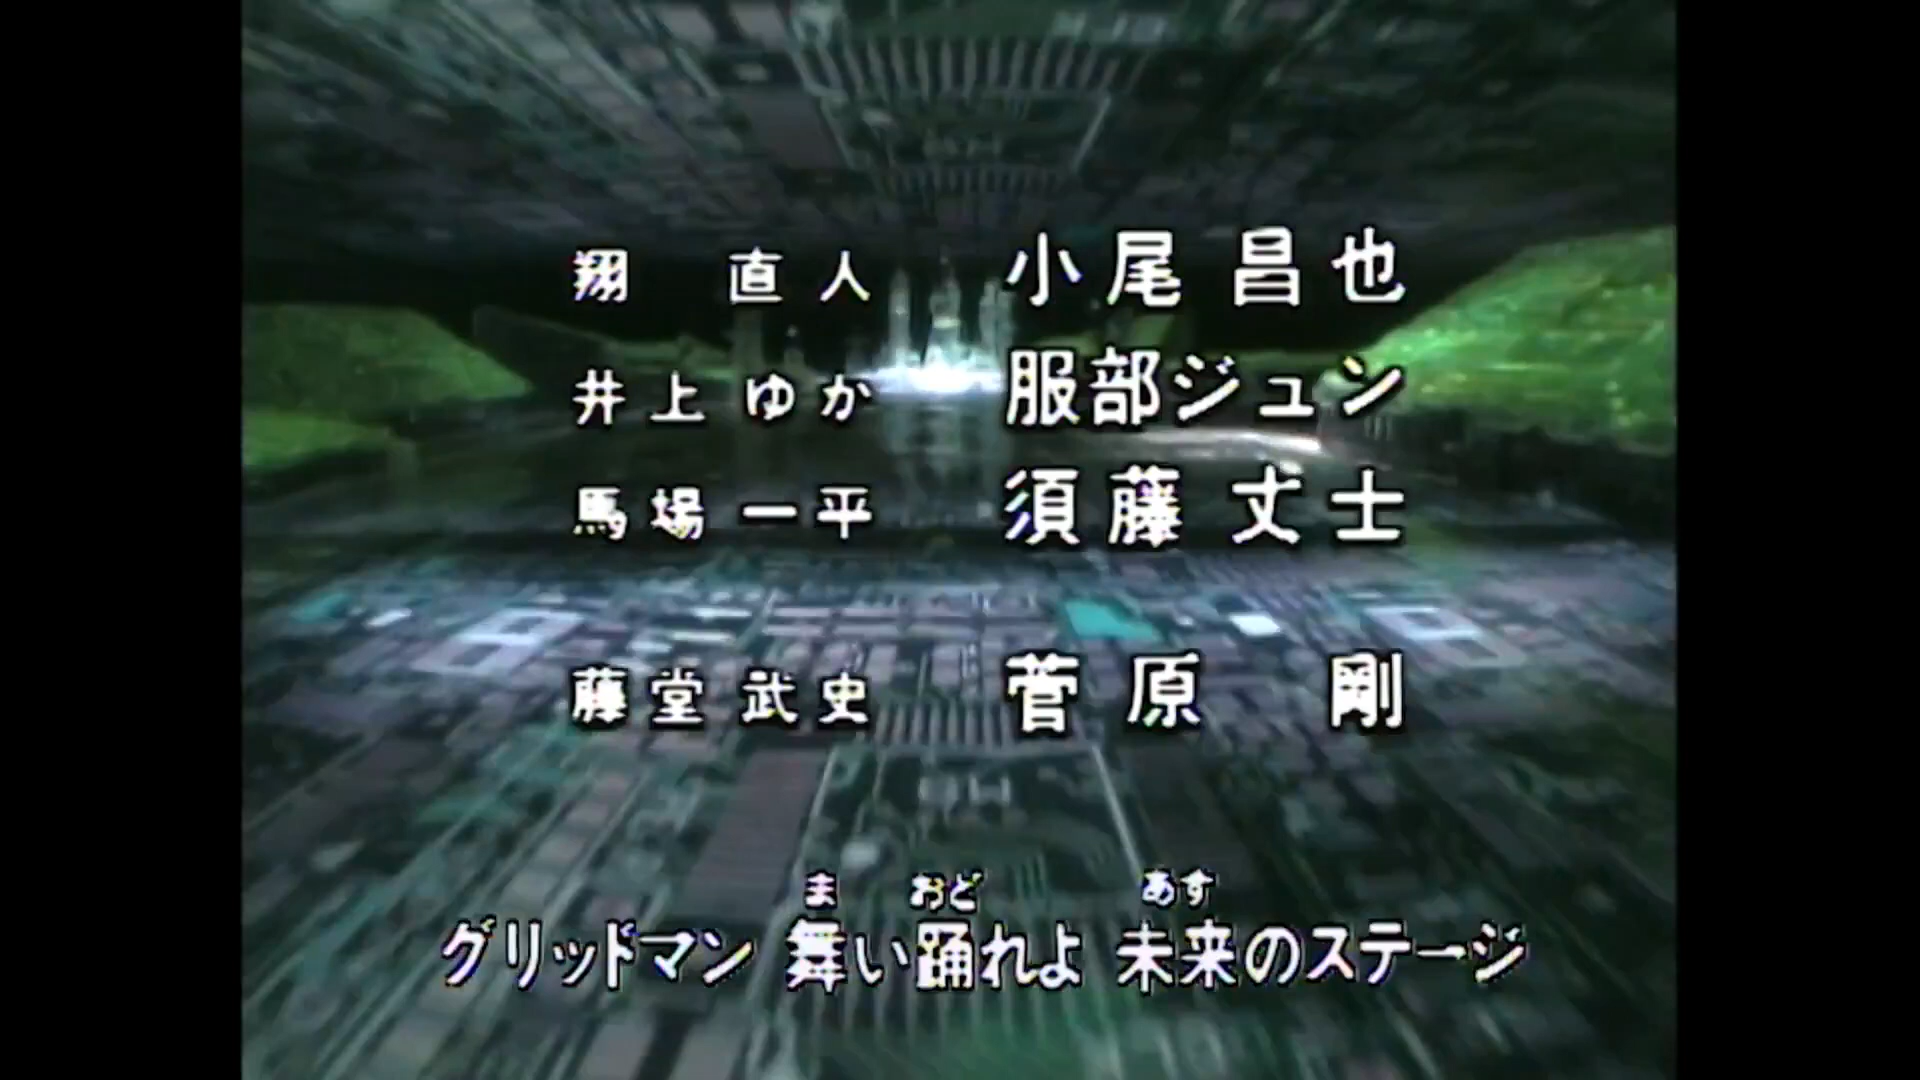 翔 直人 小尾昌也
井上ゆか 服部ジュン
馬場一平 須藤丈士
藤堂武史 菅原 剛
ま おど あす
グリッドマン 舞い踊れよ 未来のステージ